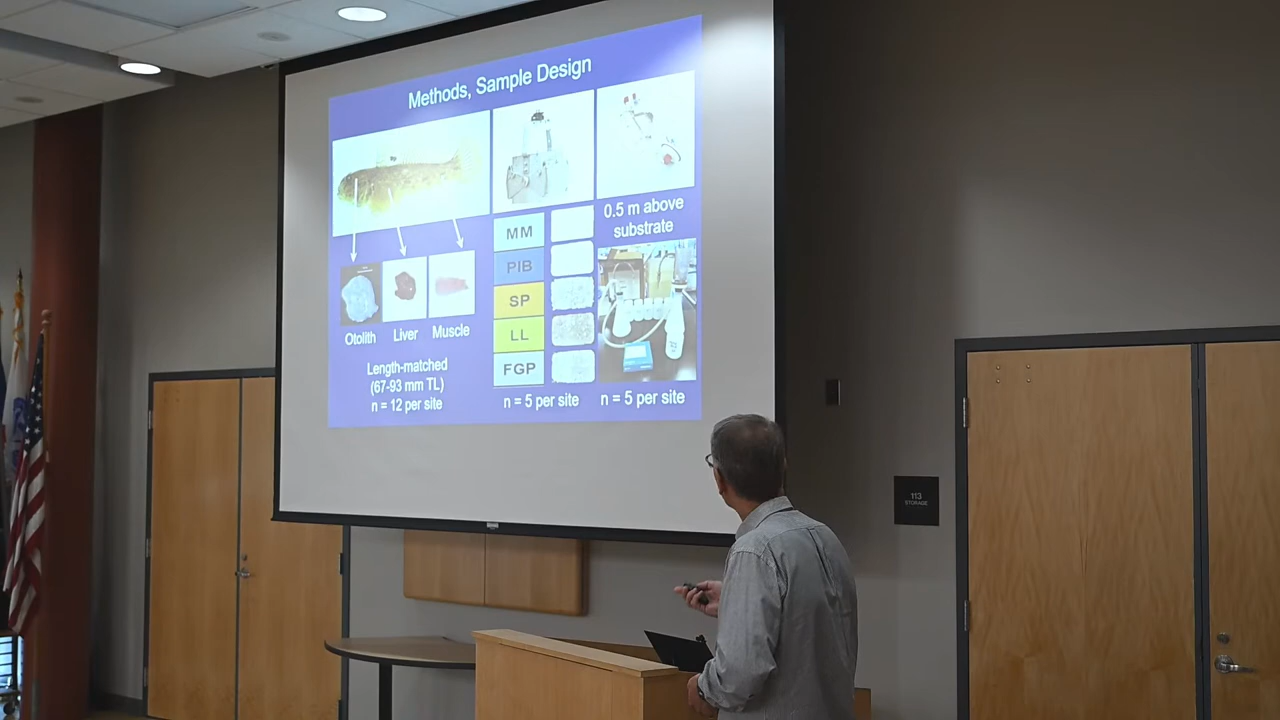 Methods, Sample Design
Otolith
Liver
Muscle
Length-matched
(67-93 mm TL)
n = 12 per site
MM
PIB
SP
LL
FGP
n = 5 per site
0.5 m above
substrate
n = 5 per site
113
STORAGE